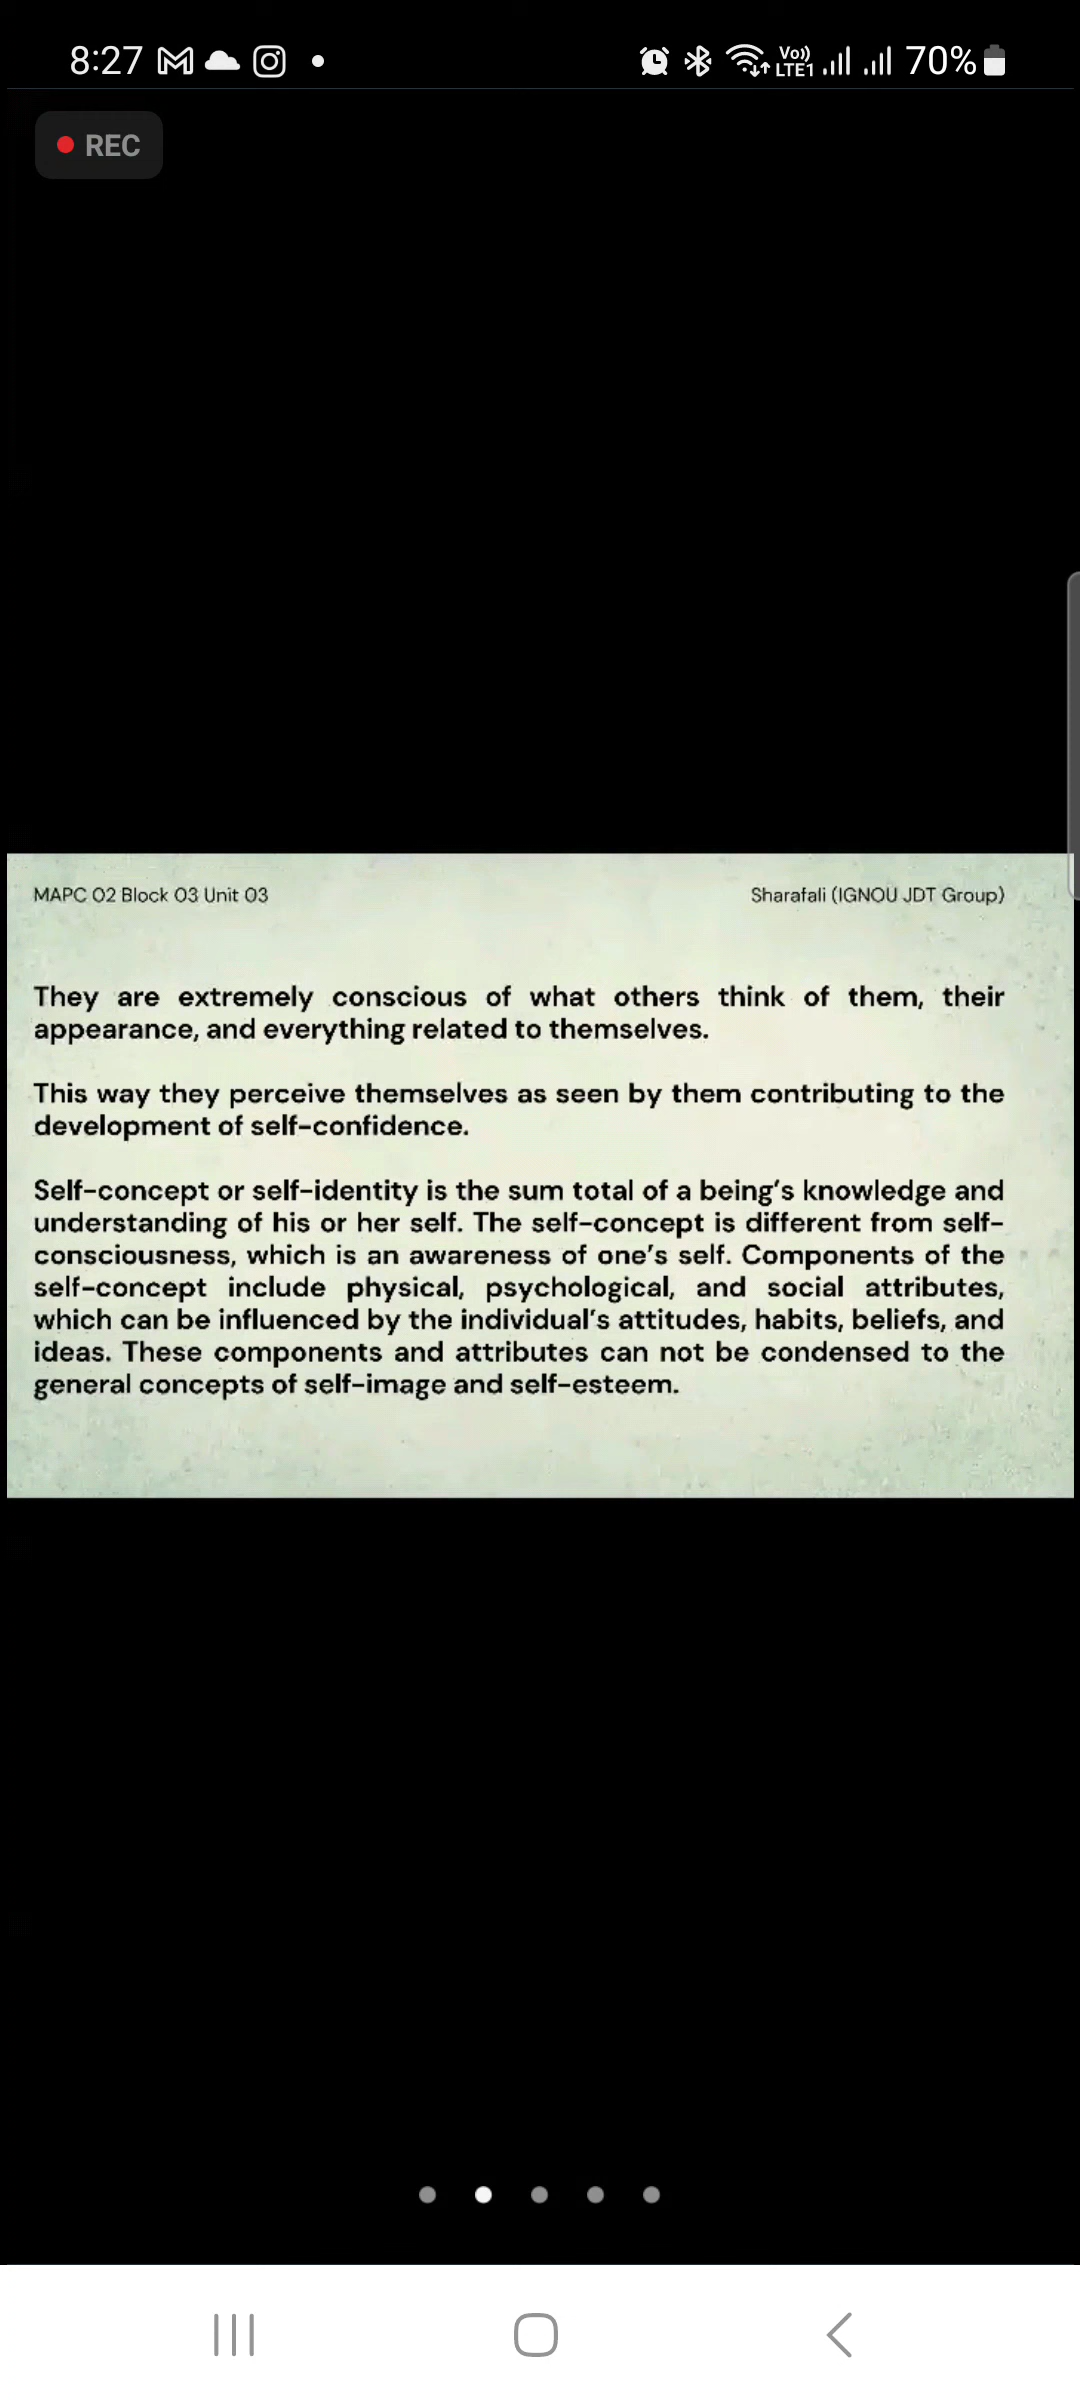 8:27
Vo))
LTE1
70%
REC
MAPC 02 Block 03 Unit 03
Sharafali (IGNOU JDT Group)
They are extremely conscious of what others think of them, their
appearance, and everything related to themselves.
This way they perceive themselves as seen by them contributing to the
development of self-confidence.
Self-concept or self-identity is the sum total of a being's knowledge and
understanding of his or her self. The self-concept is different from self-
consciousness, which is an awareness of one's self. Components of the
self-concept include physical, psychological, and social attributes,
which can be influenced by the individual's attitudes, habits, beliefs, and
ideas. These components and attributes can not be condensed to the
general concepts of self-image and self-esteem.